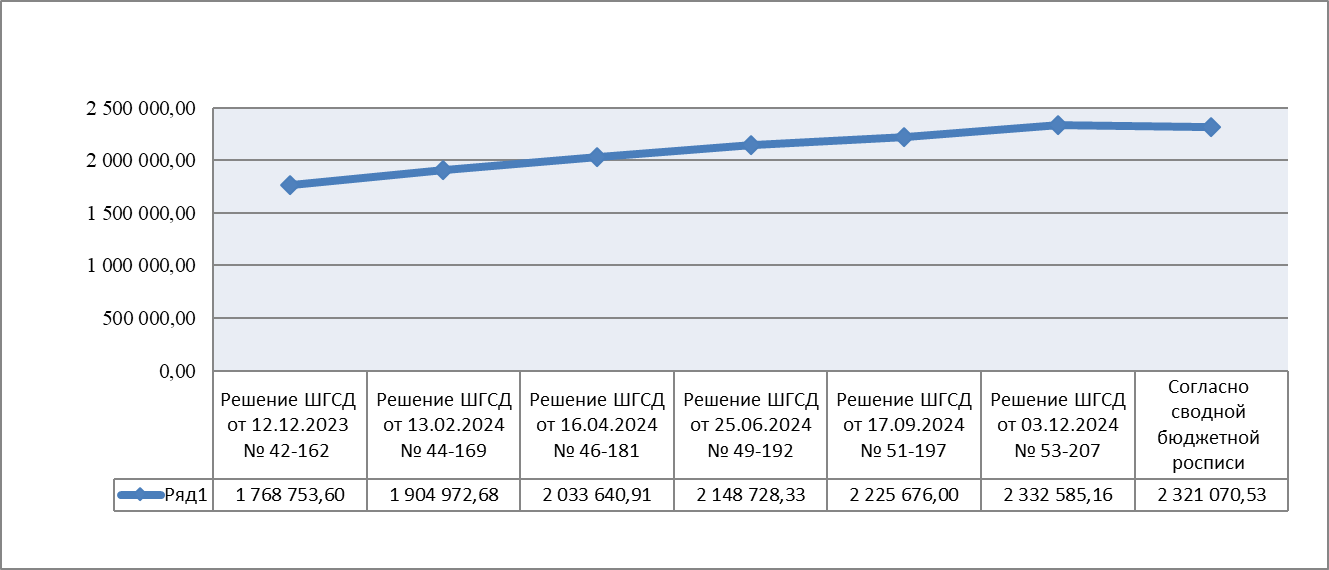 2 500 000,00
2 000 000,00
1 500 000,00
1 000 000,00
500 000,00
0,00
Решение ШГСД
от 12.12.2023
№ 42-162
Решение ШГСД
от 13.02.2024
№ 44-169
Решение ШГСД
от 16.04.2024
№ 46-181
Решение ШГСД
от 25.06.2024
№ 49-192
Решение ШГСД
от 17.09.2024
№ 51-197
Решение ШГСД
от 03.12.2024
№ 53-207
Согласно
сводной
бюджетной
росписи
Ряд1 1 768 753,60 1 904 972,68 2 033 640,91 2 148 728,33 2 225 676,00 2 332 585,16 2 321 070,53